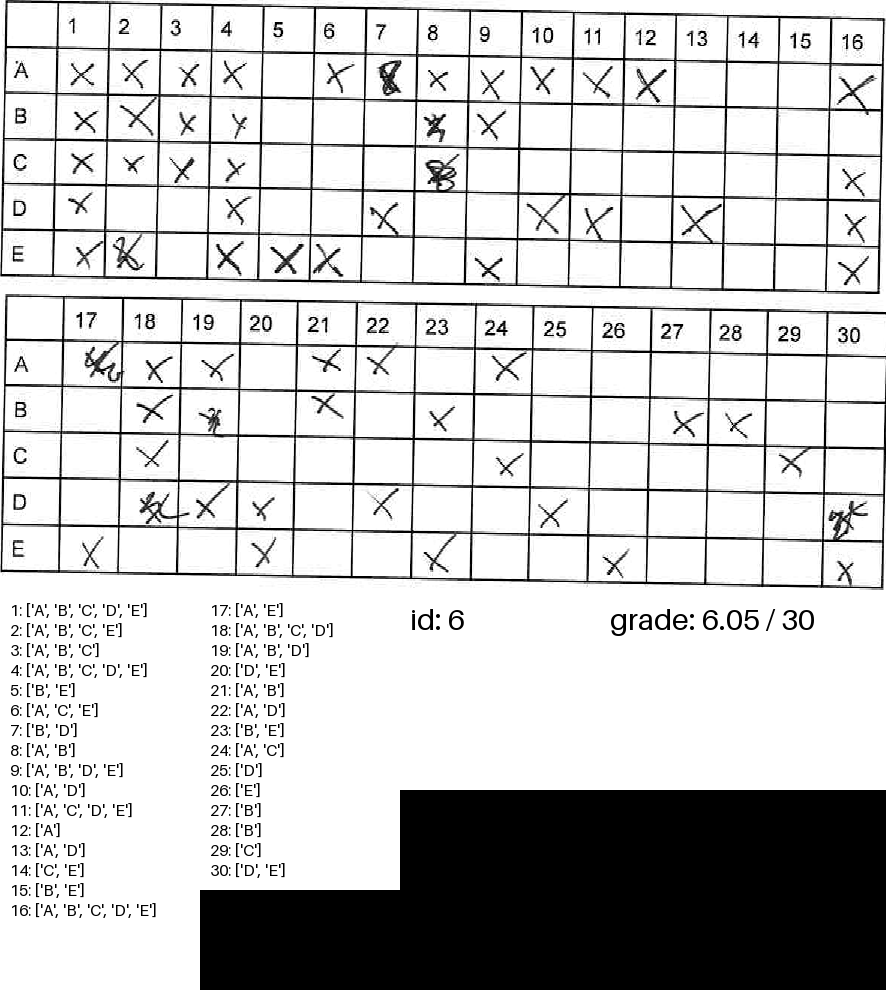 1 2 3 4 5 6 7 8 9 10 11 12 13 14 15 16
A
B
C
D
E
17 18 19 20 21 22 23 24 25 26 27 28 29 30
A
B
C
D
E
1: ['A', 'B', 'C', 'D', 'E']
2: ['A', 'B', 'C', 'E']
3: ['A', 'B', 'C']
4: ['A', 'B', 'C', 'D', 'E']
5: ['B', 'E']
6: ['A', 'C', 'E']
7: ['B', 'D']
8: ['A', 'B']
9: ['A', 'B', 'D', 'E']
10: ['A', 'D']
11: ['A', 'C', 'D', 'E']
12: ['A']
13: ['A', 'D']
14: ['C', 'E']
15: ['B', 'E']
16: ['A', 'B', 'C', 'D', 'E']
17: ['A', 'E']
18: ['A', 'B', 'C', 'D']
19: ['A', 'B', 'D']
20: ['D', 'E']
21: ['A', 'B']
22: ['A', 'D']
23: ['B', 'E']
24: ['A', 'C']
25: ['D']
26: ['E']
27: ['B']
28: ['B']
29: ['C']
30: ['D', 'E']
id: 6
grade: 6.05 / 30